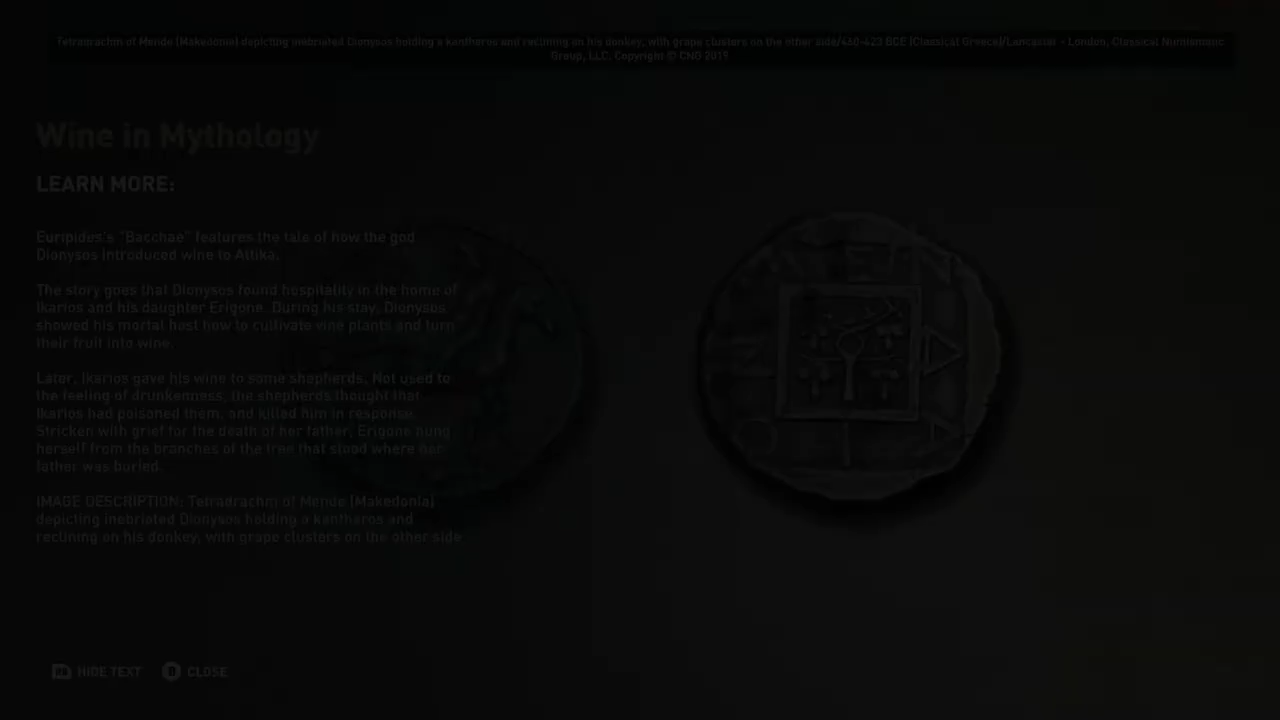 Tetradrachm of Mende (Makedonia) depicting inebriated Dionysos holding a kantharos and reclining on his donkey, with grape clusters on the other side/460-423 BCE (Classical Greece)/Lancaster - London, Classical Numismatic
Group, LLC. Copyright © CNG 2019
Wine in Mythology
LEARN MORE:
Euripides's "Bacchae" features the tale of how the god
Dionysos introduced wine to Attika.
The story goes that Dionysos found hospitality in the home of
Ikarios and his daughter Erigone. During his stay, Dionysos
showed his mortal host how to cultivate vine plants and turn
their fruit into wine.
Later, Ikarios gave his wine to some shepherds. Not used to
the feeling of drunkenness, the shepherds thought that
Ikarios had poisoned them, and killed him in response.
Stricken with grief for the death of her father, Erigone hung
herself from the branches of the tree that stood where her
father was buried.
IMAGE DESCRIPTION: Tetradrachm of Mende (Makedonia)
depicting inebriated Dionysos holding a kantharos and
reclining on his donkey, with grape clusters on the other side
HIDE TEXT
CLOSE